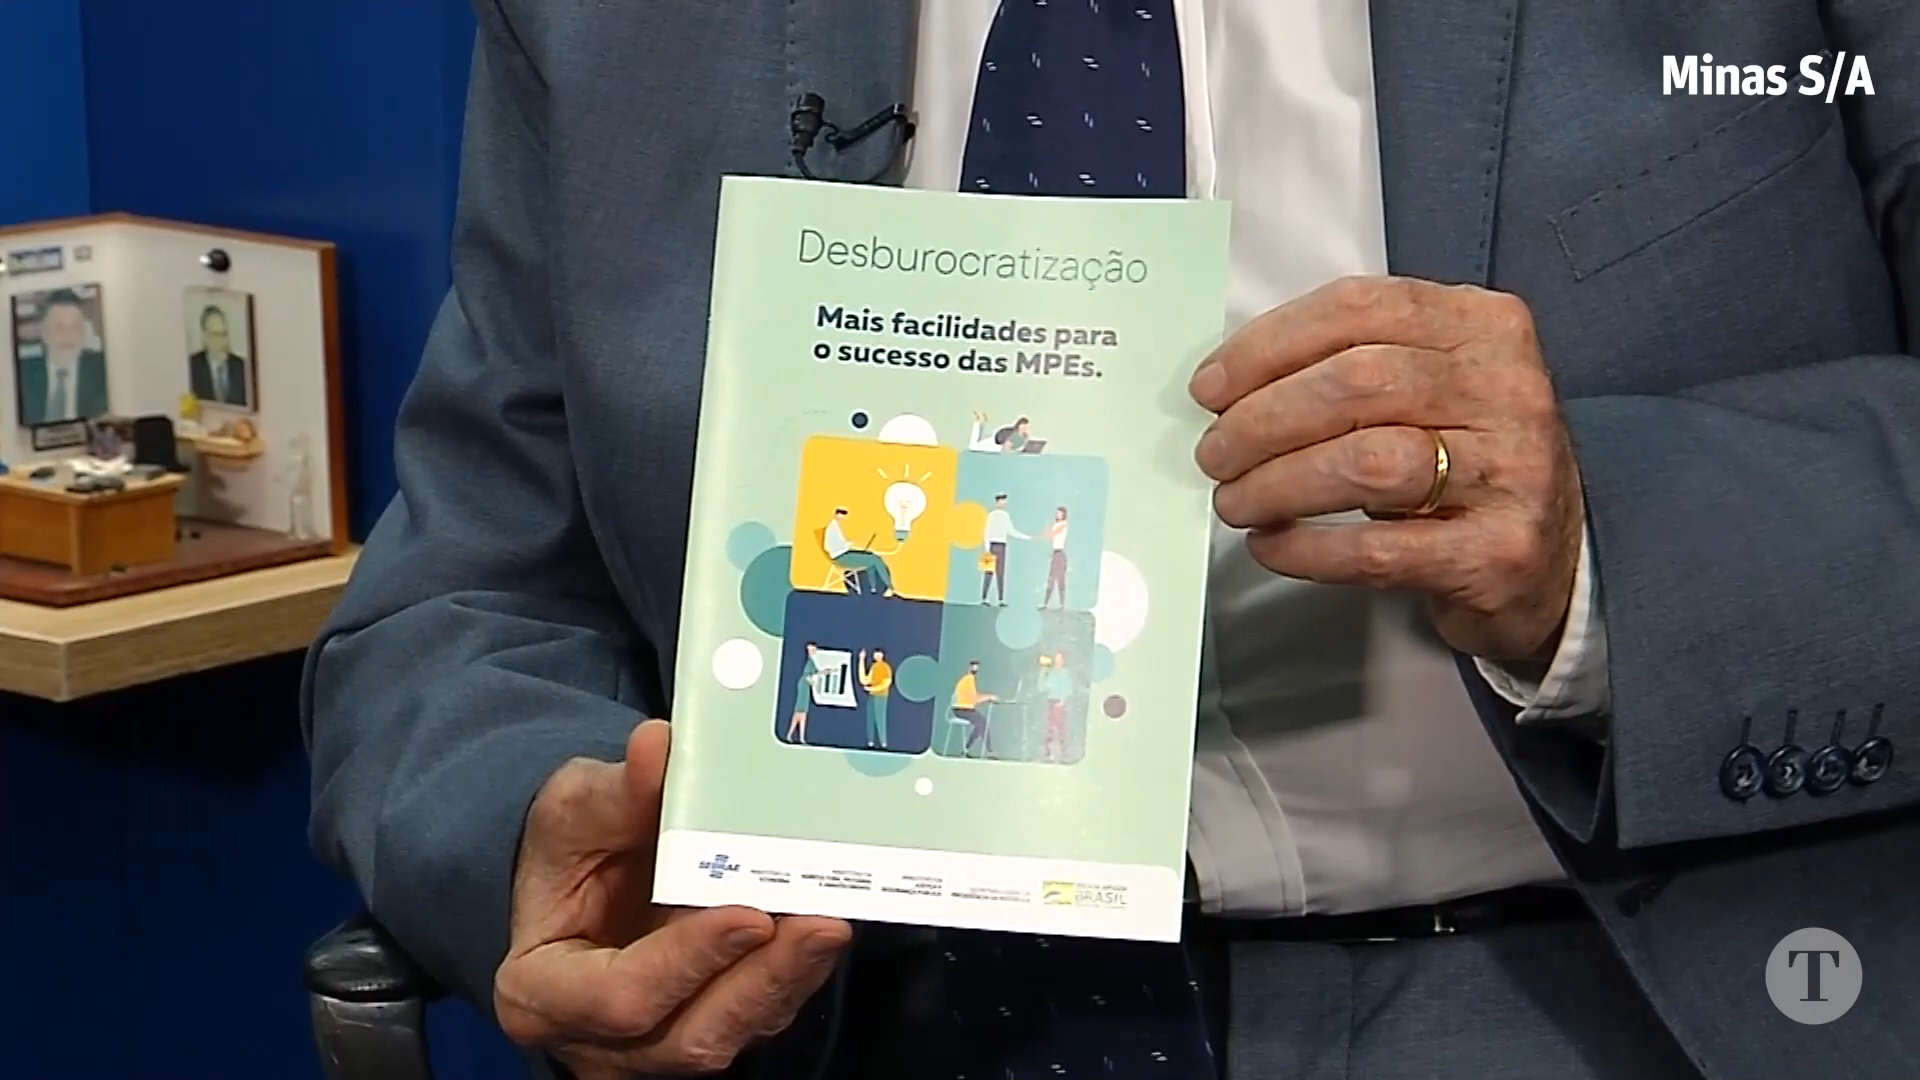 Minas S/A
Desburocratização
Mais facilidades para
o sucesso das MPEs.
SEBRAE
BRASIL
T